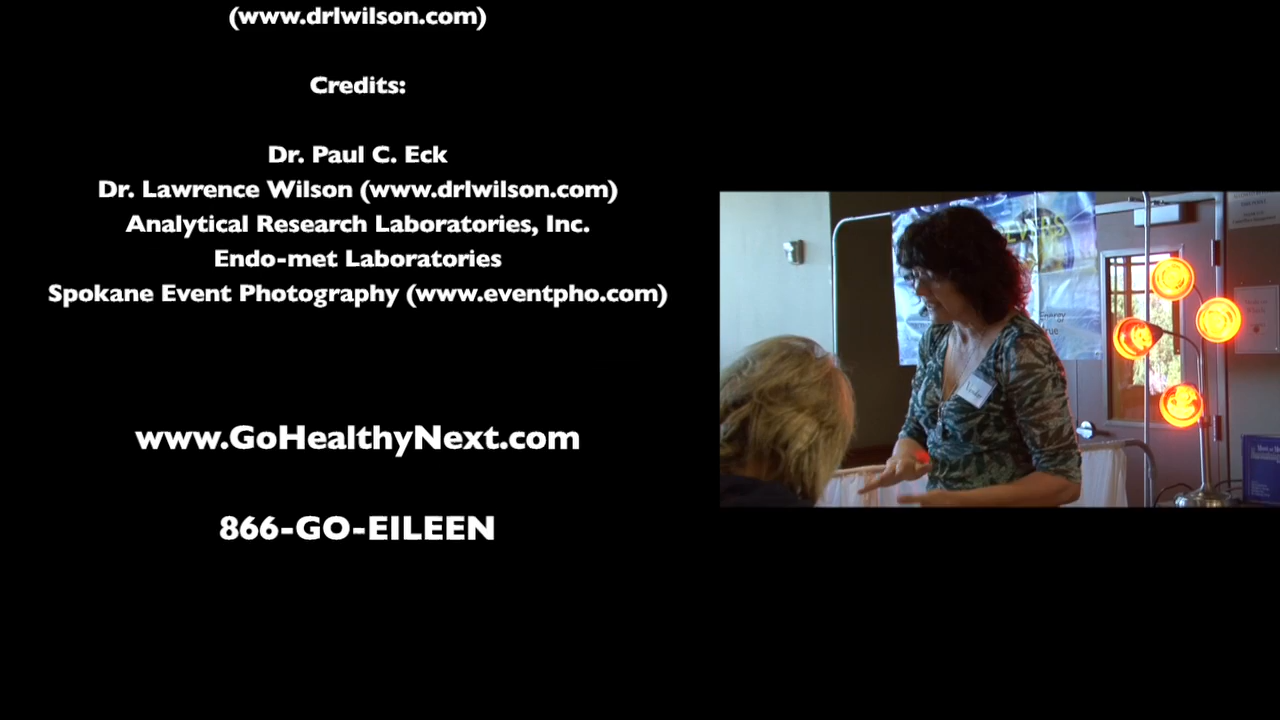 (www.drlwilson.com)
Credits:
Dr. Paul C. Eck
Dr. Lawrence Wilson (www.drlwilson.com)
Analytical Research Laboratories, Inc.
Endo-met Laboratories
Spokane Event Photography (www.eventpho.com)
www.GoHealthyNext.com
866-GO-EILEEN
Energy